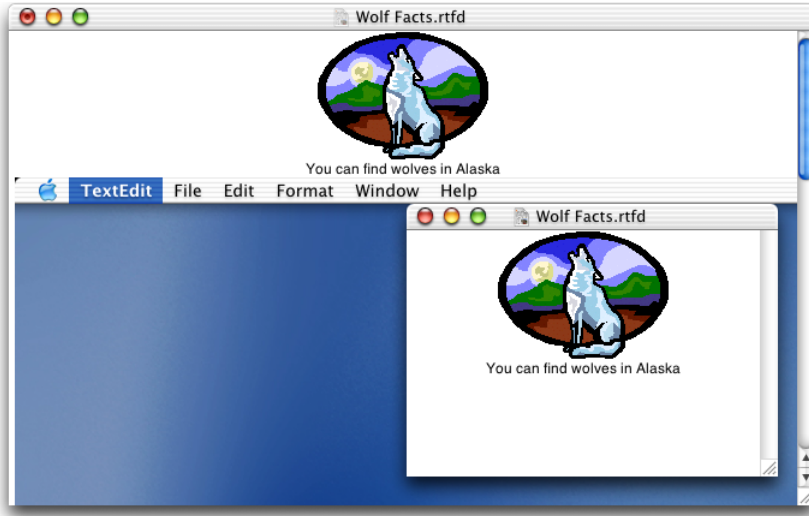 Wolf Facts.rtfd
You can find wolves in Alaska
TextEdit File Edit Format Window Help
Wolf Facts.rtfd
You can find wolves in Alaska